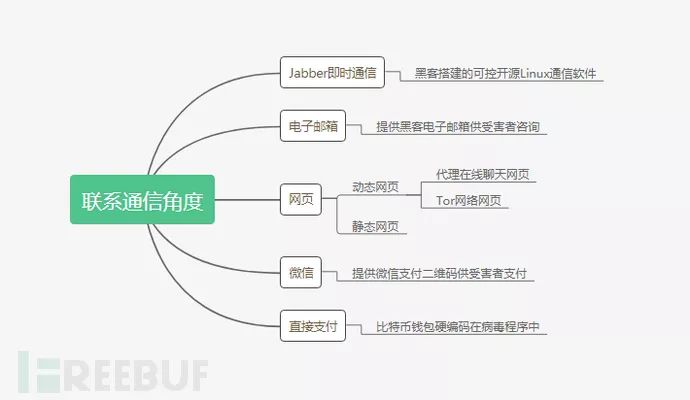 Jabber即时通信
黑客搭建的可控开源Linux通信软件
电子邮箱
提供黑客电子邮箱供受害者咨询
联系通信角度
网页
动态网页
代理在线聊天网页
Tor网络网页
静态网页
微信
提供微信支付二维码供受害者支付
直接支付
比特币钱包硬编码在病毒程序中
FREEBUF